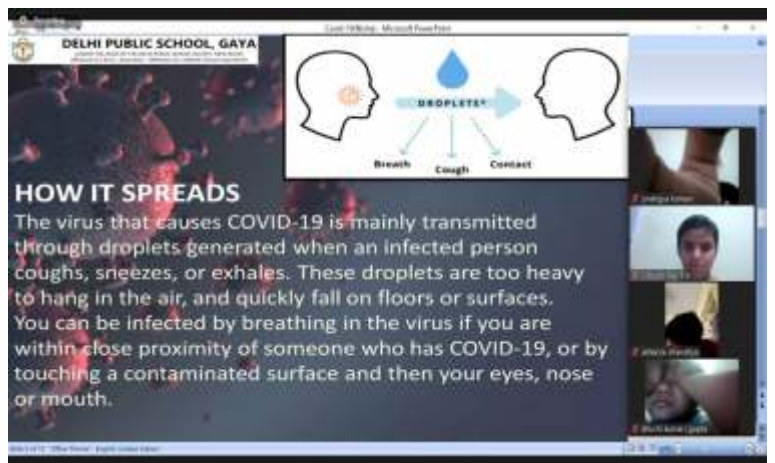 Microsoft PowerPoint
DELHI PUBLIC SCHOOL, GAYA
DROPLETS*
Breath
Cough
Contact
HOW IT SPREADS
The virus that causes COVID-19 is mainly transmitted
through droplets generated when an infected person
coughs, sneezes, or exhales. These droplets are too heavy
to hang in the air, and quickly fall on floors or surfaces.
You can be infected by breathing in the virus if you are
within close proximity of someone who has COVID-19, or by
touching a contaminated surface and then your eyes, nose
or mouth.